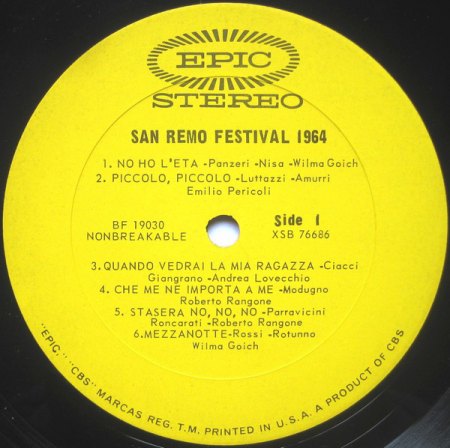 EPIC
STEREO
SAN REMO FESTIVAL 1964
1. NO HO L'ETA -Panzeri -Nisa -Wilma Goich
2. PICCOLO, PICCOLO -Luttazzi -Amurri
Emilio Pericoli
BF 19030
NONBREAKABLE
Side 1
XSB 76686
3. QUANDO VEDRAI LA MIA RAGAZZA -Ciacci
Giangrano -Andrea Lovecchio
4. CHE ME NE IMPORTA A ME - Modugno
Roberto Rangone
5. STASERA NO, NO, NO -Parravicini
Roncarati -Roberto Rangone
6. MEZZANOTTE -Rossi -Rotunno
Wilma Goich
"EPIC," "CBS" MARCAS REG. T.M. PRINTED IN U.S.A. A PRODUCT OF CBS